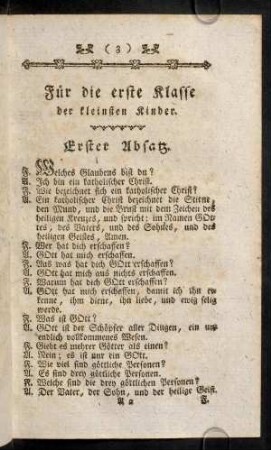 ( 3 )
Für die erste Klasse
der kleinsten Kinder.
Erster Absatz.
F. Welches Glaubens bist du?
A. Ich bin ein katholischer Christ.
F. Wie bezeichnet sich ein katholischer Christ?
A. Ein katholischer Christ bezeichnet die Stirne,
den Mund, und die Brust mit dem Zeichen des
heiligen Kreuzes, und spricht: im Namen GOt-
tes, des Vaters, und des Sohnes, und des
heiligen Geistes, Amen.
F. Wer hat dich erschaffen?
A. GOtt hat mich erschaffen.
F. Aus was hat dich GOtt erschaffen?
A. GOtt hat mich aus nichts erschaffen.
F. Warum hat dich GOtt erschaffen?
A. GOtt hat mich erschaffen, damit ich ihn er-
kenne, ihm diene, ihn liebe, und ewig selig
werde.
F. Was ist GOtt?
A. GOtt ist der Schöpfer aller Dingen, ein un-
endlich vollkommenes Wesen.
F. Giebt es mehrer Götter als einen?
A. Nein; es ist nur ein GOtt.
F. Wie viel sind göttliche Personen?
A. Es sind drey göttliche Personen.
F. Welche sind die drey göttlichen Personen?
A. Der Vater, der Sohn, und der heilige Geist.
F.